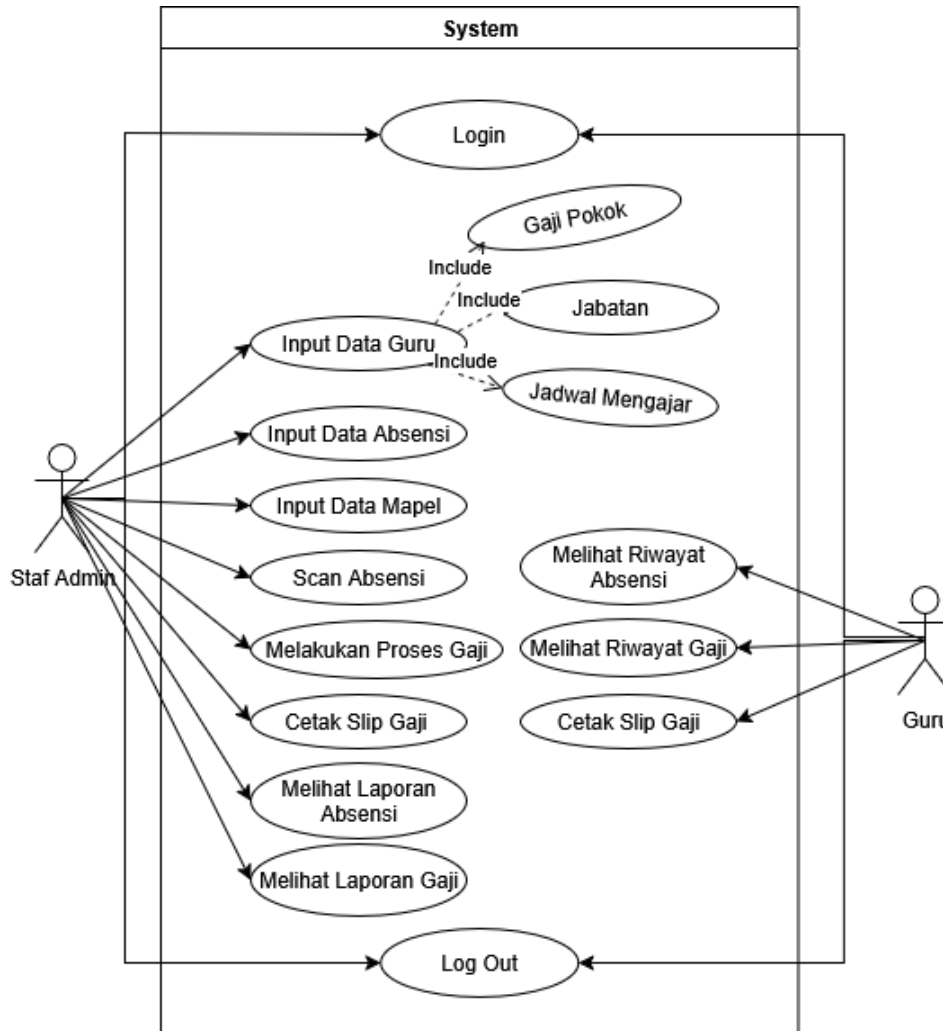 System
Login
Gaji Pokok
Include
Include
Jabatan
Input Data Guru
Include
Jadwal Mengajar
Input Data Absensi
Input Data Mapel
Staf Admin
Scan Absensi
Melihat Riwayat
Absensi
Melakukan Proses Gaji
Melihat Riwayat Gaji
Cetak Slip Gaji
Cetak Slip Gaji
Guru
Melihat Laporan
Absensi
Melihat Laporan Gaji
Log Out